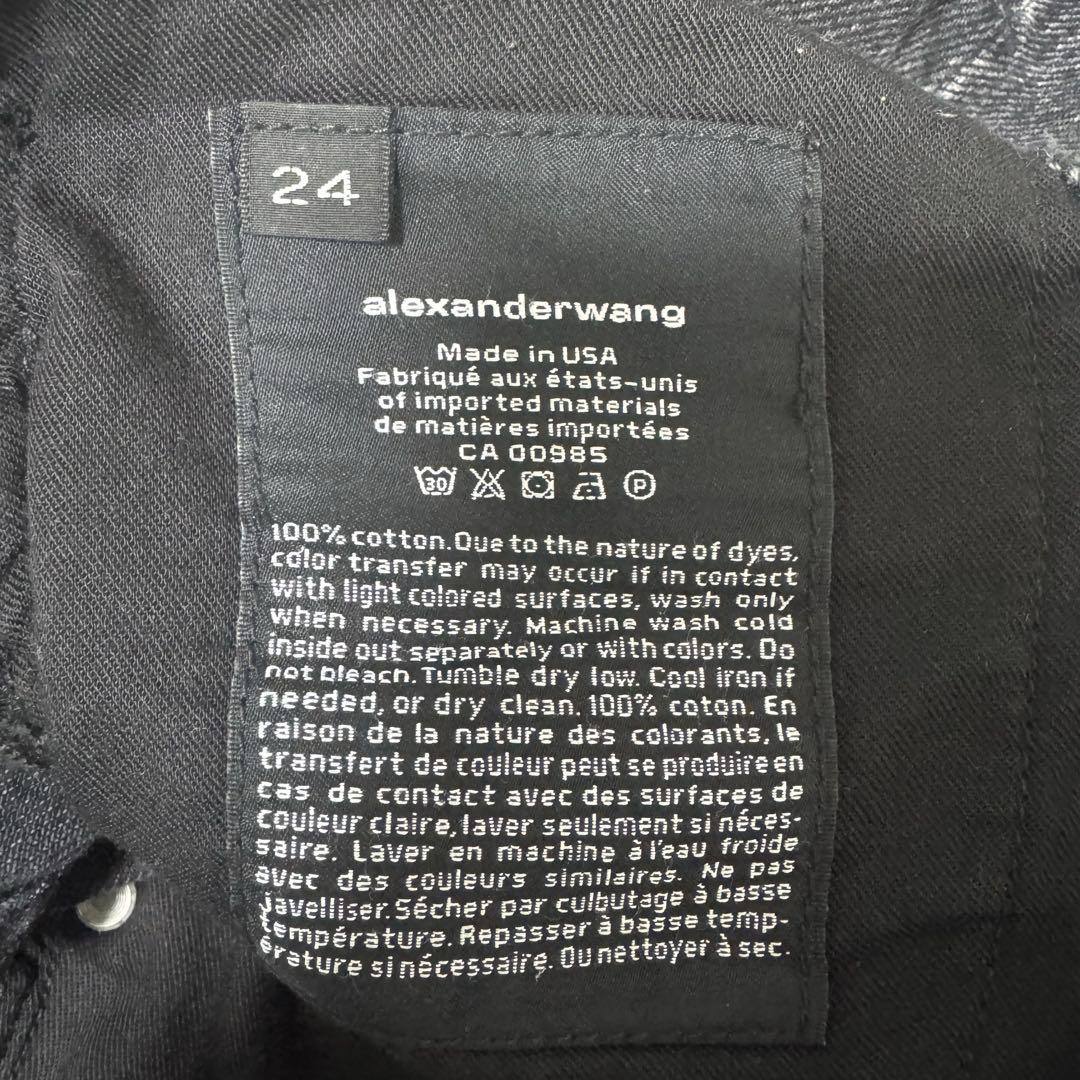 24
alexanderwang
Made in USA
Fabriqué aux états-unis
of imported materials
de matières importées
CA 00985
30 P
100% cotton. Due to the nature of dyes,
color transfer may occur if in contact
with light colored surfaces, wash only
when necessary. Machine wash cold
inside out separately or with colors. Do
not bleach. Tumble dry low. Cool iron if
needed, or dry clean. 100% coton. En
raison de la nature des colorants, le
transfert de couleur peut se produire en
cas de contact avec des surfaces de
couleur claire, laver seulement si néces-
saire. Laver en machine à l'eau froide
avec des couleurs similaires. Ne pas
javelliser. Sécher par culbutage à basse
température. Repasser à basse temp-
érature si nécessaire. Ou nettoyer à sec.